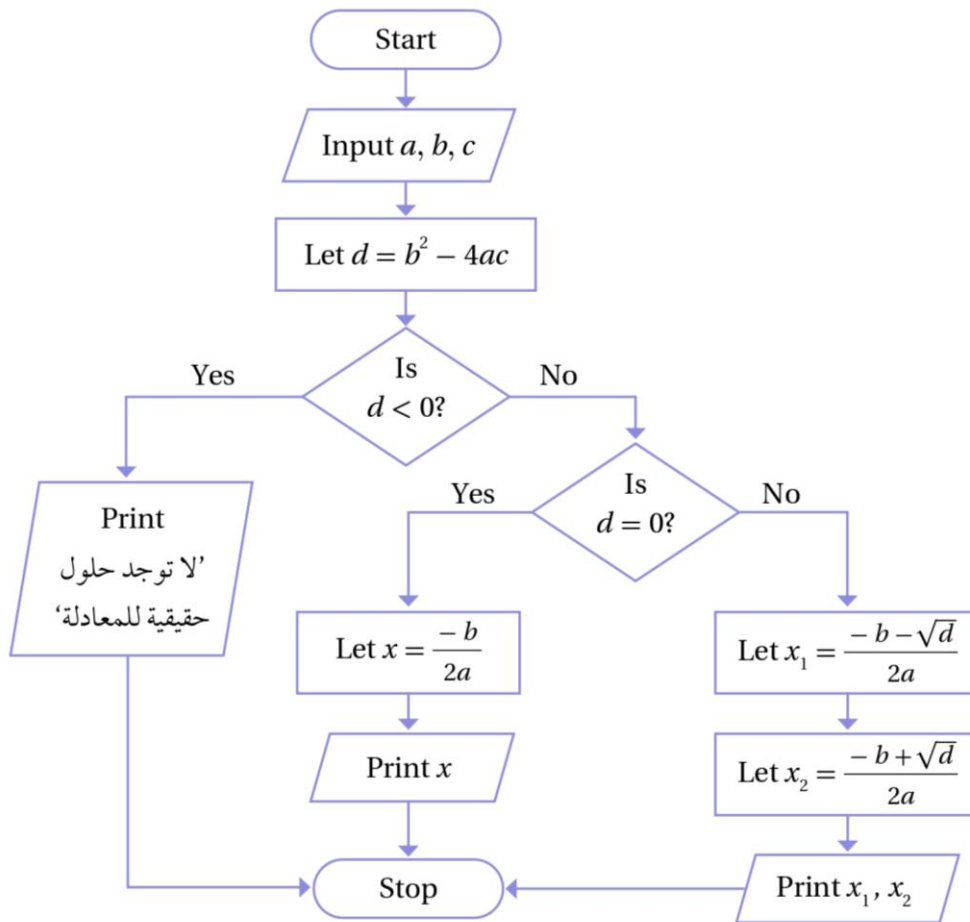 Start
Input a, b, c
Let d = b² − 4ac
Is
d < 0?
Yes
No
Print
’لا توجد حلول
حقيقية للمعادلة‘
Is
d = 0?
Yes
No
Let x = −b / 2a
Print x
Let x₁ = (−b − √d) / 2a
Let x₂ = (−b + √d) / 2a
Print x₁, x₂
Stop